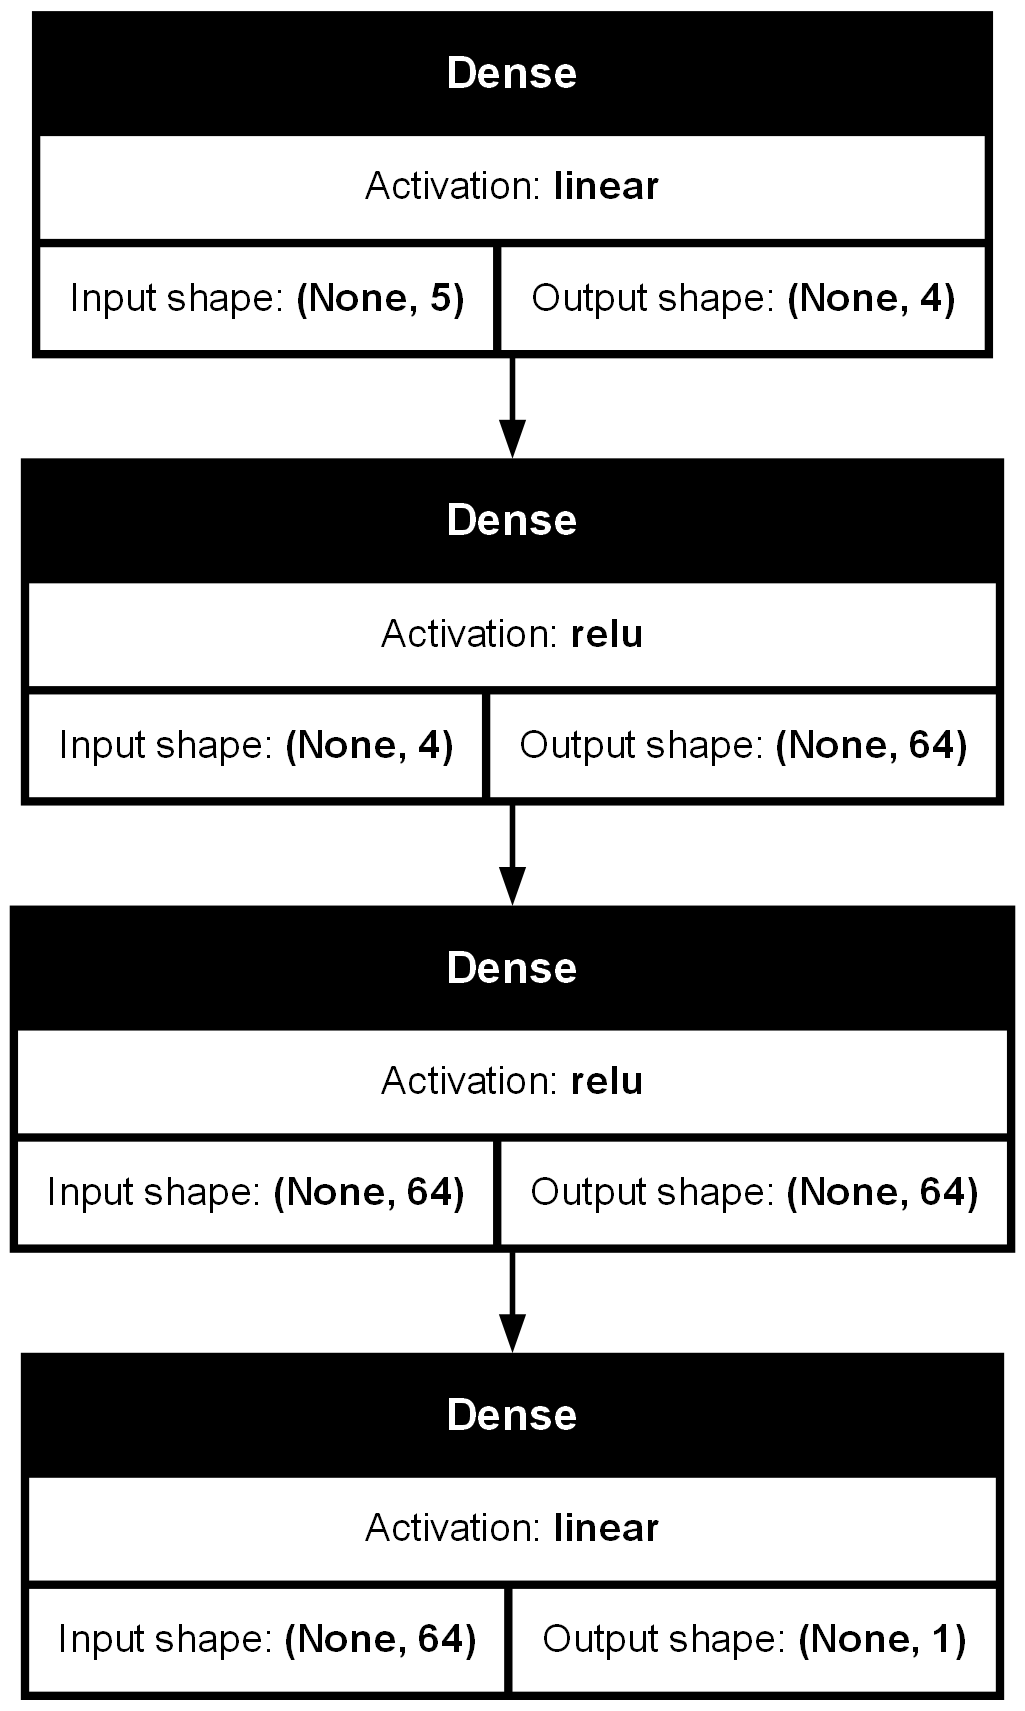 Dense
Activation: linear
Input shape: (None, 5) Output shape: (None, 4)
Dense
Activation: relu
Input shape: (None, 4) Output shape: (None, 64)
Dense
Activation: relu
Input shape: (None, 64) Output shape: (None, 64)
Dense
Activation: linear
Input shape: (None, 64) Output shape: (None, 1)